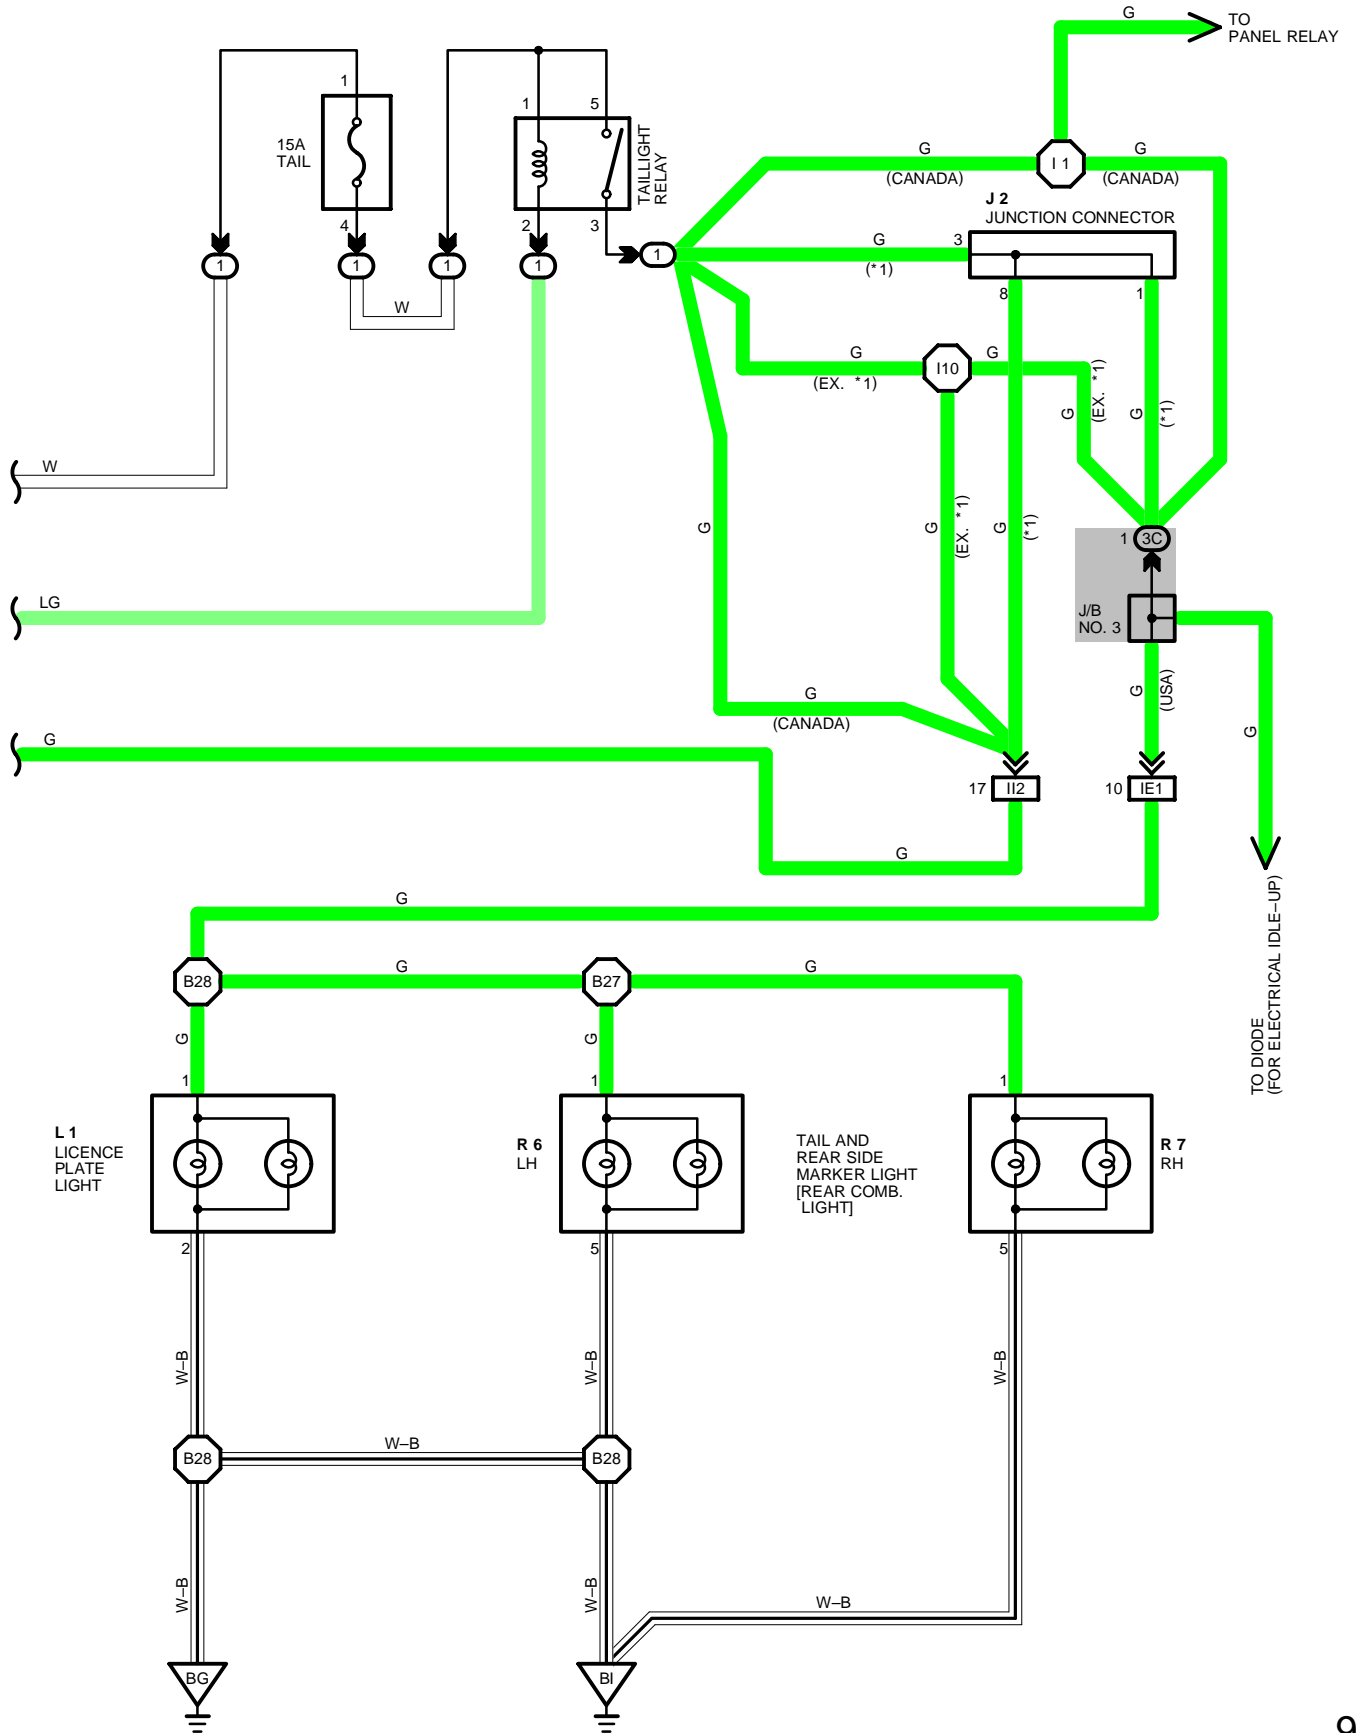 G
TO
PANEL RELAY
1
15A
TAIL
4
1
5
TAILLIGHT
RELAY
2
3
G
(CANADA)
I 1
G
(CANADA)
J 2
JUNCTION CONNECTOR
1
1
1
1
1
G
(*1)
3
8
1
W
G
(EX. *1)
I10
G
G
(EX. *1)
G
(*1)
W
G
G
(EX. *1)
G
(*1)
1
3C
LG
J/B
NO. 3
G
(USA)
G
(CANADA)
G
G
17
II2
10
IE1
G
G
TO DIODE
(FOR ELECTRICAL IDLE–UP)
B28
G
B27
G
G
G
1
1
1
L 1
LICENCE
PLATE
LIGHT
R 6
LH
TAIL AND
REAR SIDE
MARKER LIGHT
[REAR COMB.
LIGHT]
R 7
RH
2
5
5
W–B
W–B
W–B
B28
W–B
B28
W–B
W–B
W–B
BG
BI
9